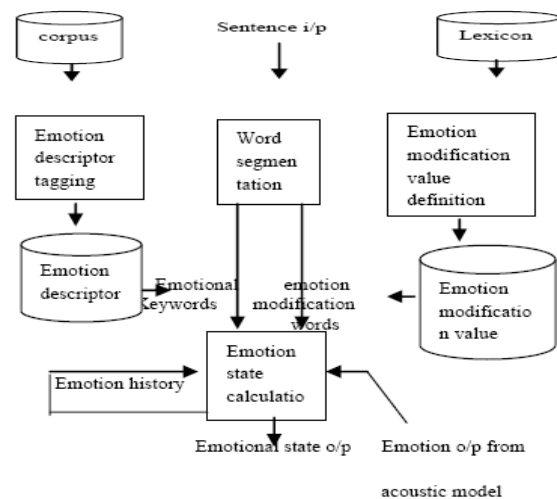 corpus
Sentence i/p
Lexicon
Emotion
descriptor
tagging
Word
segmen
tation
Emotion
modification
value
definition
Emotion
descriptor
Emotional
Keywords
emotion
modification
words
Emotion
modificatio
n value
Emotion
state
calculatio
Emotion history
Emotional state o/p
Emotion o/p from
acoustic model